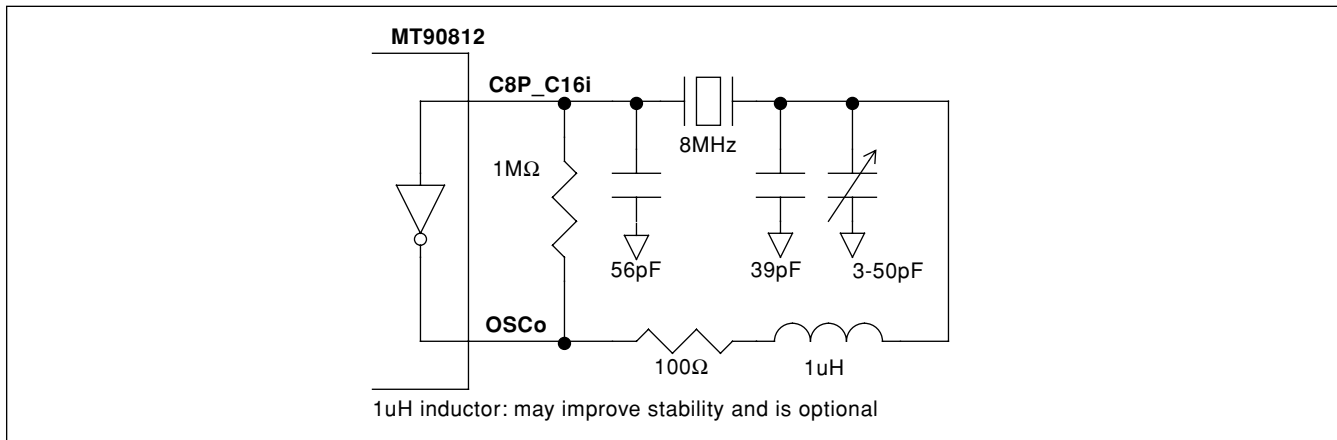 MT90812
C8P_C16i
8MHz
1MΩ
56pF
39pF
3-50pF
OSCo
100Ω
1uH
1uH inductor: may improve stability and is optional